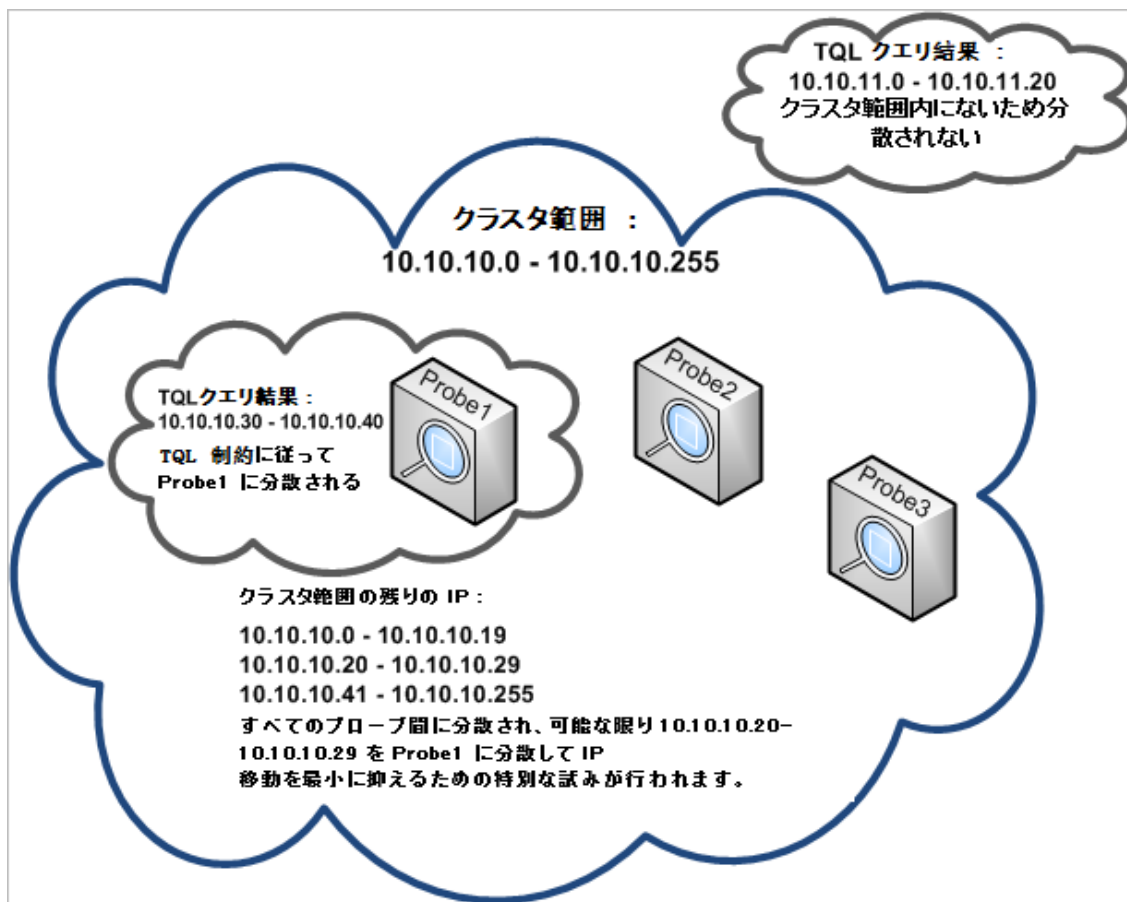 TQL クエリ結果 :
10.10.11.0 - 10.10.11.20
クラスタ範囲内にないため分
散されない
クラスタ範囲 :
10.10.10.0 - 10.10.10.255
TQLクエリ結果 :
10.10.10.30 - 10.10.10.40
TQL 制約に従って
Probe1 に分散される
Probe1
Probe2
Probe3
クラスタ範囲の残りの IP :
10.10.10.0 - 10.10.10.19
10.10.10.20 - 10.10.10.29
10.10.10.41 - 10.10.10.255
すべてのプローブ間に分散され、可能な限り10.10.10.20-
10.10.10.29 を Probe1 に分散して IP
移動を最小に抑えるための特別な試みが行われます。